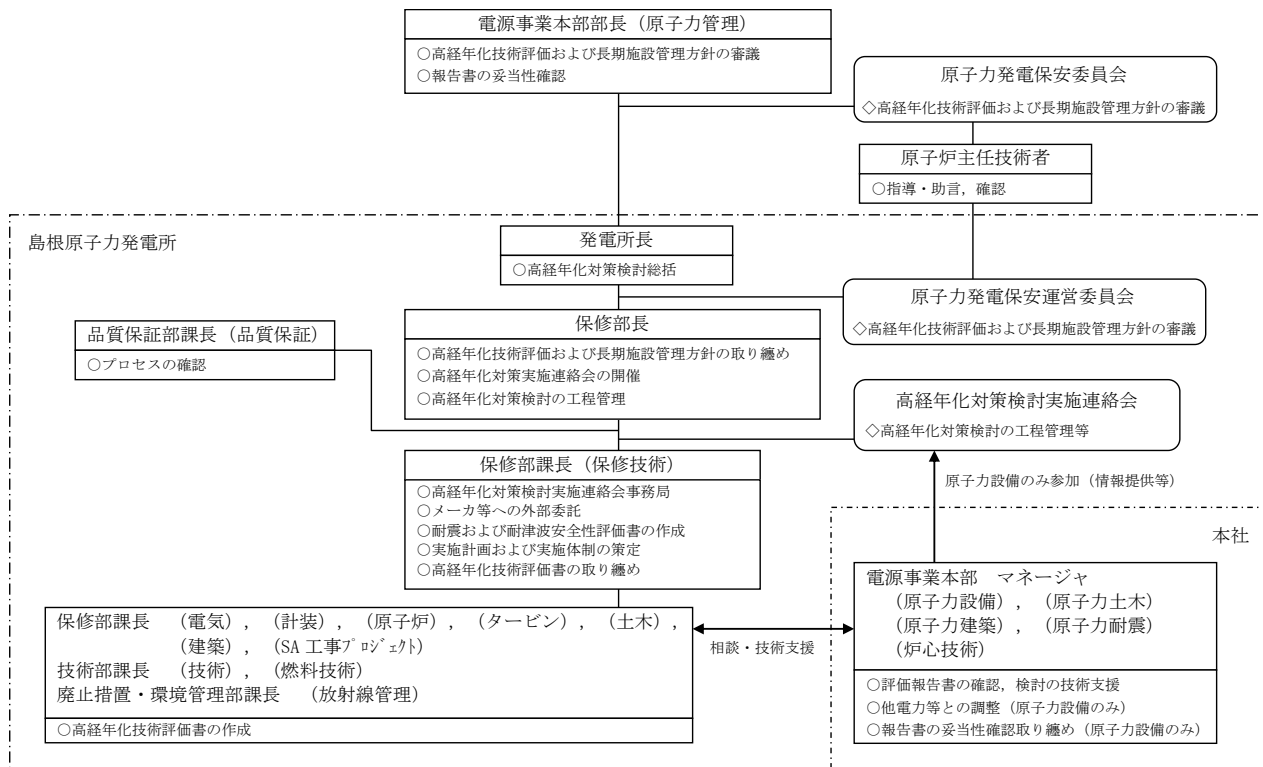 電源事業本部部長（原子力管理）
○高経年化技術評価および長期施設管理方針の審議
○報告書の妥当性確認
原子力発電保安委員会
◇高経年化技術評価および長期施設管理方針の審議
原子炉主任技術者
○指導・助言，確認
島根原子力発電所
発電所長
○高経年化対策検討総括
原子力発電保安運営委員会
◇高経年化技術評価および長期施設管理方針の審議
品質保証部課長（品質保証）
○プロセスの確認
保修部長
○高経年化技術評価および長期施設管理方針の取り纏め
○高経年化対策実施連絡会の開催
○高経年化対策検討の工程管理
高経年化対策検討実施連絡会
◇高経年化対策検討の工程管理等
保修部課長（保修技術）
○高経年化対策検討実施連絡会事務局
○メーカ等への外部委託
○耐震および耐津波安全性評価書の作成
○実施計画および実施体制の策定
○高経年化技術評価書の取り纏め
原子力設備のみ参加（情報提供等）
本社
保修部課長　（電気），（計装），（原子炉），（タービン），（土木），
（建築），（SA 工事ﾌﾟﾛｼﾞｪｸﾄ）
技術部課長　（技術），（燃料技術）
廃止措置・環境管理部課長　（放射線管理）
○高経年化技術評価書の作成
相談・技術支援
電源事業本部　マネージャ
（原子力設備），（原子力土木）
（原子力建築），（原子力耐震）
（炉心技術）
○評価報告書の確認，検討の技術支援
○他電力等との調整（原子力設備のみ）
○報告書の妥当性確認取り纏め（原子力設備のみ）